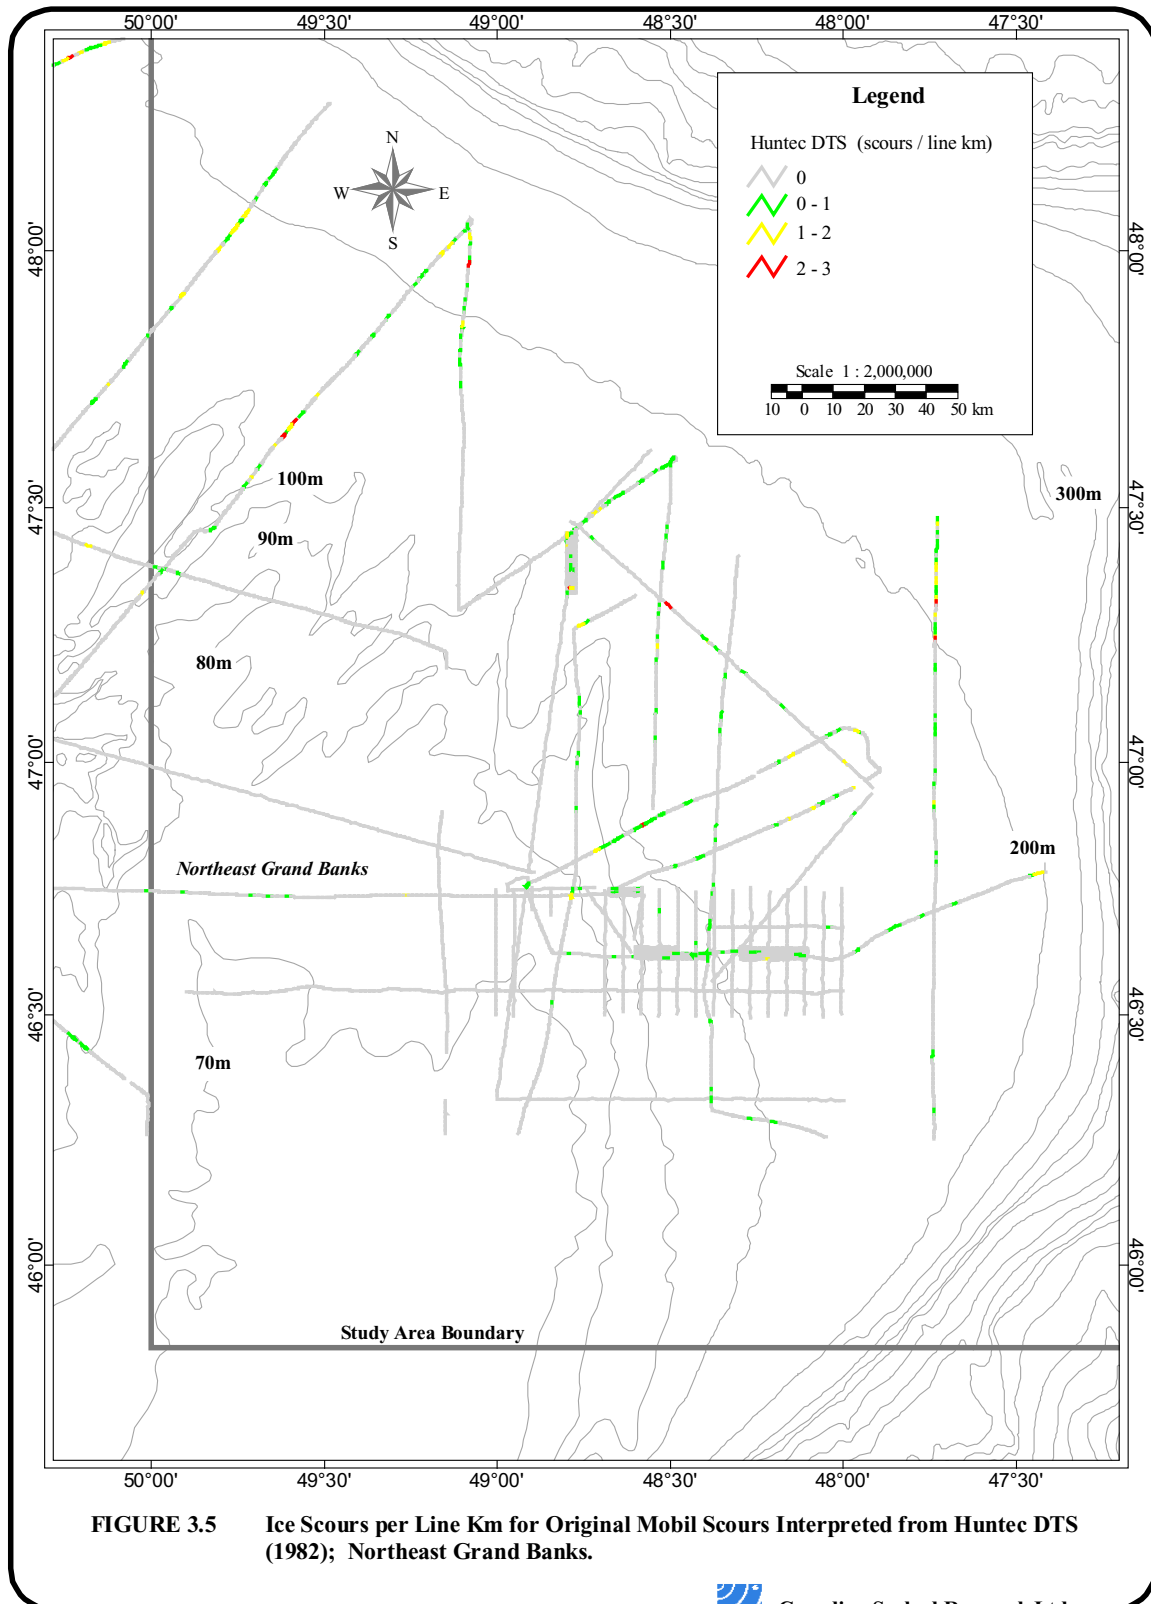 50°00' 49°30' 49°00' 48°30' 48°00' 47°30'
Legend
Huntec DTS (scours / line km)
0
0 - 1
1 - 2
2 - 3
Scale 1 : 2,000,000
10 0 10 20 30 40 50 km
N
W E
S
48°00' 48°00'
100m
300m
47°30' 47°30'
90m
80m
47°00' 47°00'
200m
Northeast Grand Banks
46°30' 46°30'
70m
46°00' 46°00'
Study Area Boundary
50°00' 49°30' 49°00' 48°30' 48°00' 47°30'
FIGURE 3.5 Ice Scours per Line Km for Original Mobil Scours Interpreted from Huntec DTS
(1982); Northeast Grand Banks.